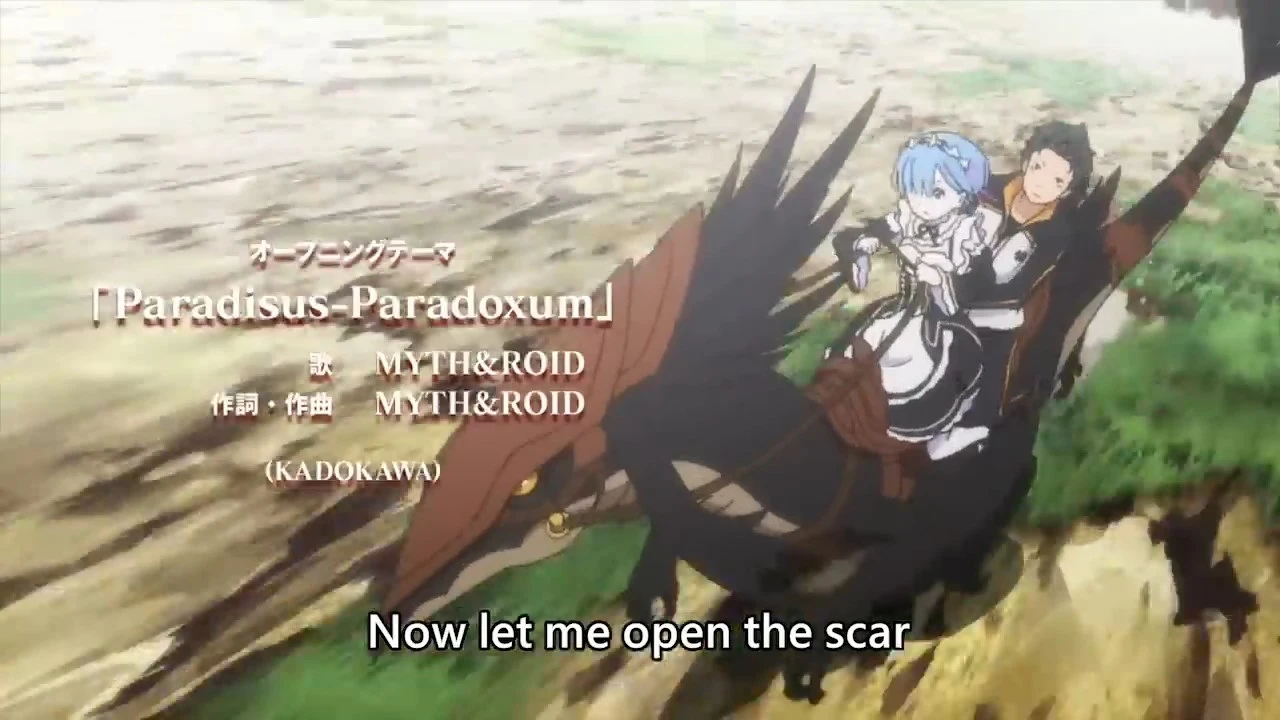 オープニングテーマ
「Paradisus-Paradoxum」
歌 MYTH&ROID
作詞・作曲 MYTH&ROID
(KADOKAWA)
Now let me open the scar